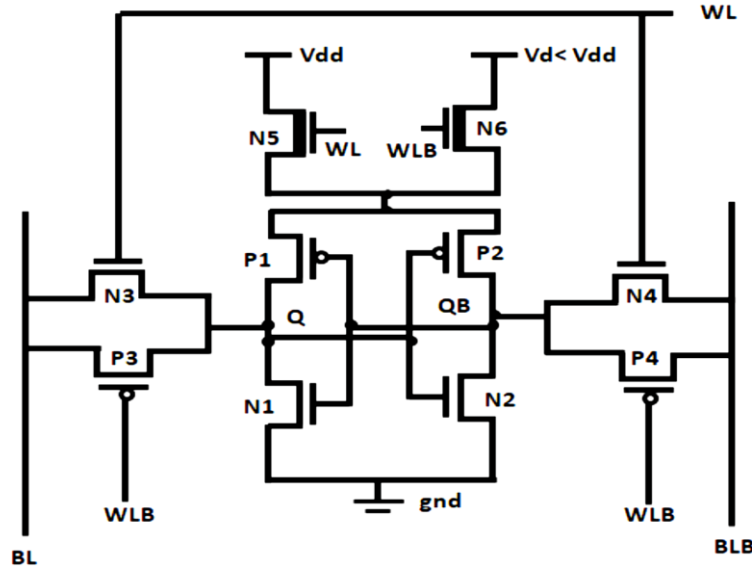 WL
Vdd
Vd< Vdd
N5
WL
WLB
N6
P1
P2
N3
N4
Q
QB
P3
P4
N1
N2
WLB
gnd
WLB
BL
BLB